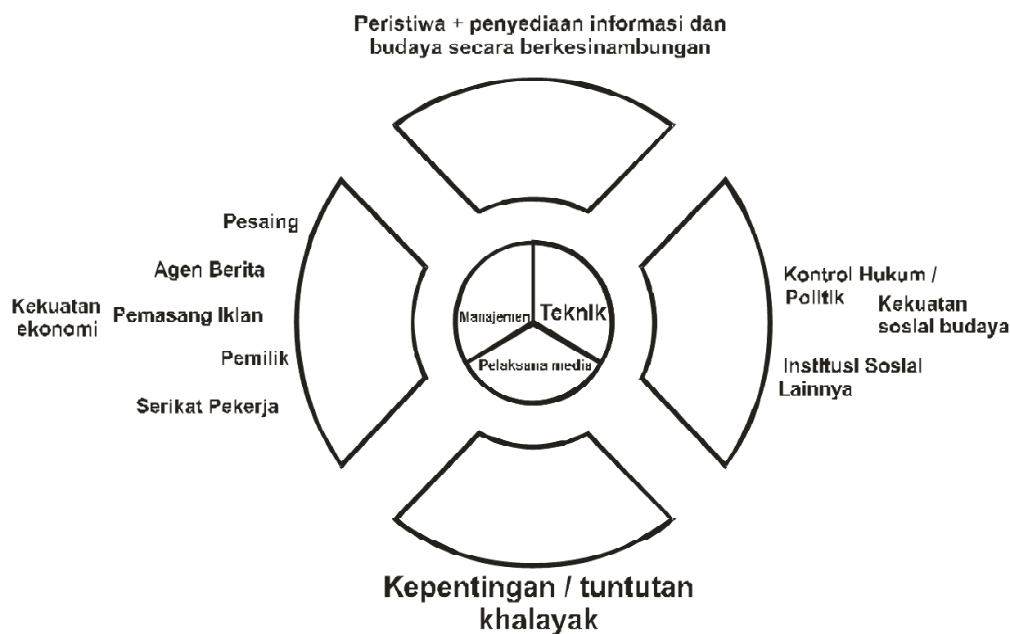 Peristiwa + penyediaan informasi dan
budaya secara berkesinambungan
Pesaing
Agen Berita
Kekuatan
ekonomi
Pemasang Iklan
Pemilik
Serikat Pekerja
Manajemen
Teknik
Pelaksana media
Kontrol Hukum /
Politik
Kekuatan
sosial budaya
Institusi Sosial
Lainnya
Kepentingan / tuntutan
khalayak